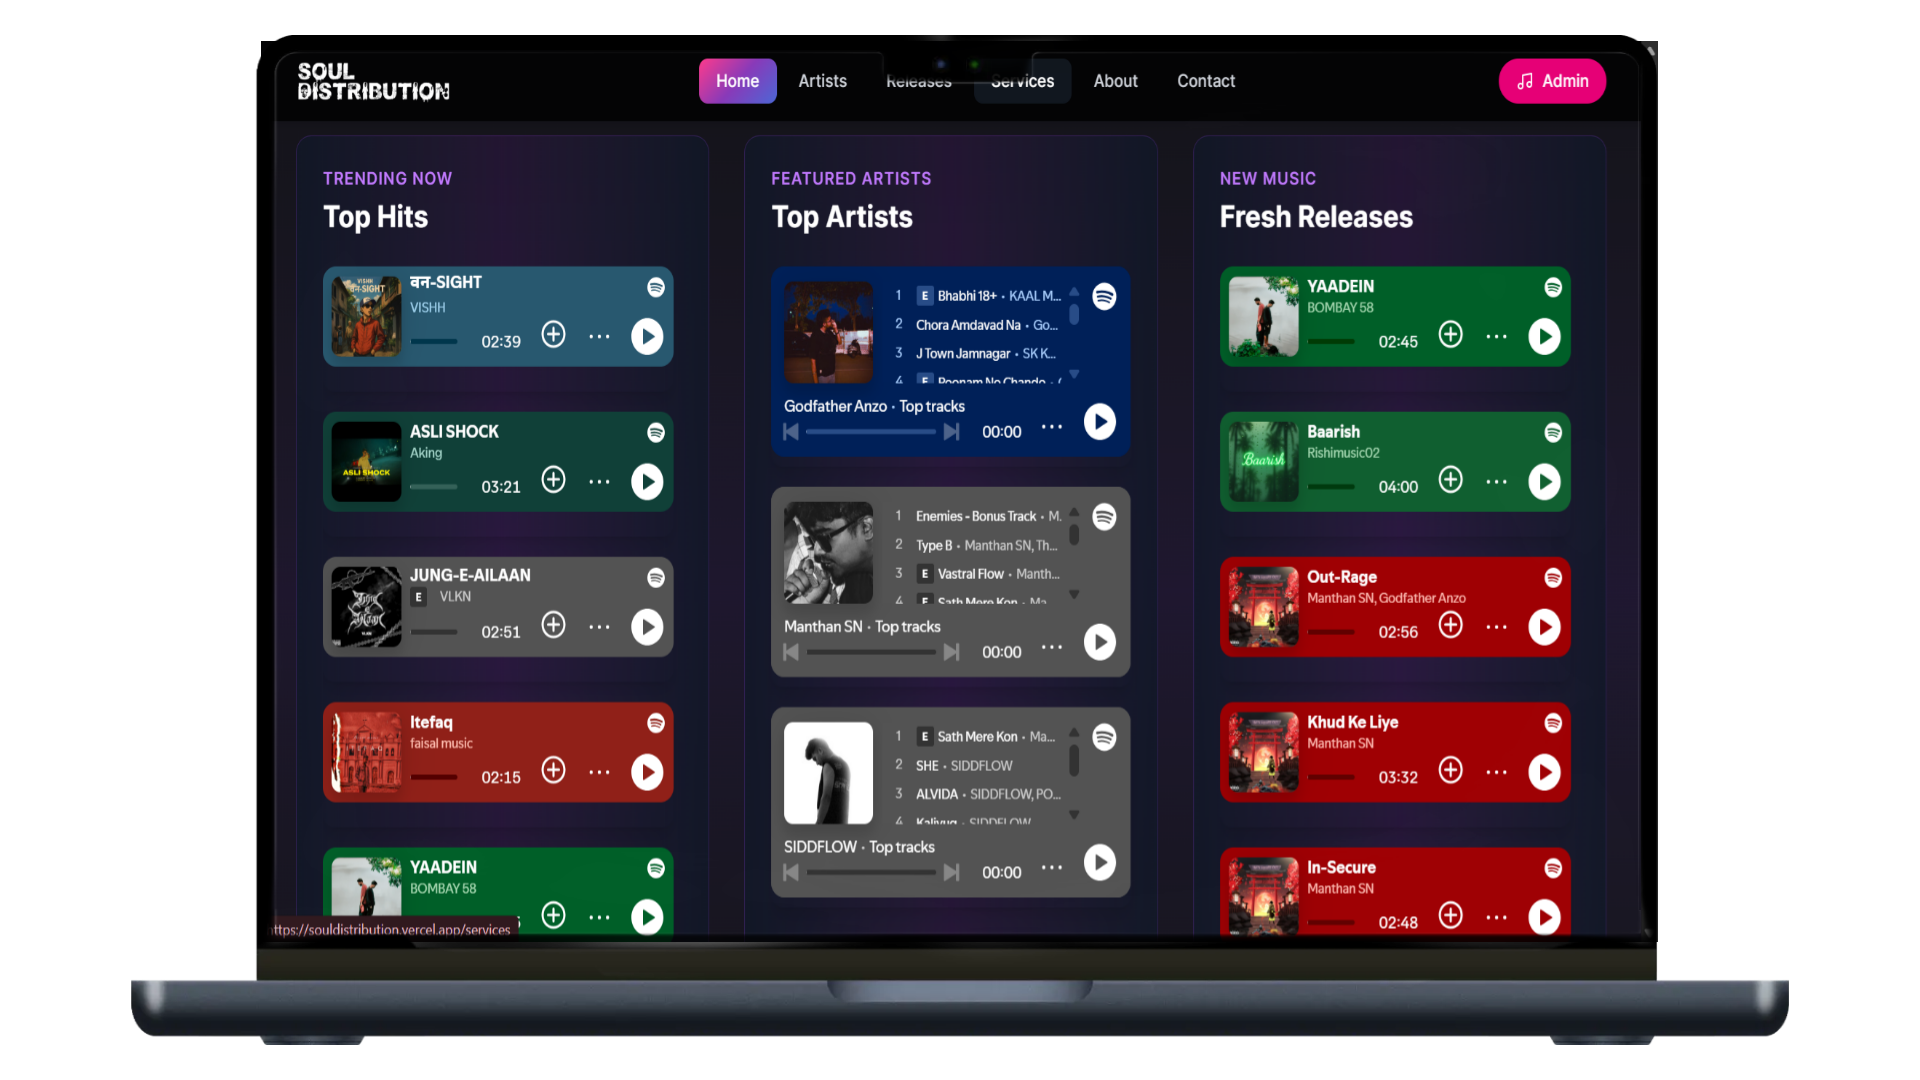 SOUL
DISTRIBUTION
Home
Artists
Releases
Services
About
Contact
Admin
TRENDING NOW
Top Hits
VISHH
वन-SIGHT
वन-SIGHT
VISHH
02:39
ASLI SHOCK
ASLI SHOCK
Aking
03:21
JUNG-E-AILAAN
E VLKN
02:51
Itefaq
faisal music
02:15
YAADEIN
BOMBAY 58
https://souldistribution.vercel.app/services
FEATURED ARTISTS
Top Artists
1 E Bhabhi 18+ • KAAL M...
2 Chora Amdavad Na • Go...
3 J Town Jamnagar • SK K...
4 E Poonam No Chando • (
Godfather Anzo • Top tracks
00:00
1 Enemies - Bonus Track • M.
2 Type B • Manthan SN, Th...
3 E Vastral Flow • Manth...
4 E Sath Mere Kon • Ma
Manthan SN • Top tracks
00:00
1 E Sath Mere Kon • Ma...
2 SHE • SIDDFLOW
3 ALVIDA • SIDDFLOW, PO...
4 Kaliyug • SIDDFLOW
SIDDFLOW • Top tracks
00:00
NEW MUSIC
Fresh Releases
YAADEIN
BOMBAY 58
02:45
Baarish
Baarish
Rishimusic02
04:00
Out-Rage
Manthan SN, Godfather Anzo
02:56
Khud Ke Liye
Manthan SN
03:32
In-Secure
Manthan SN
02:48